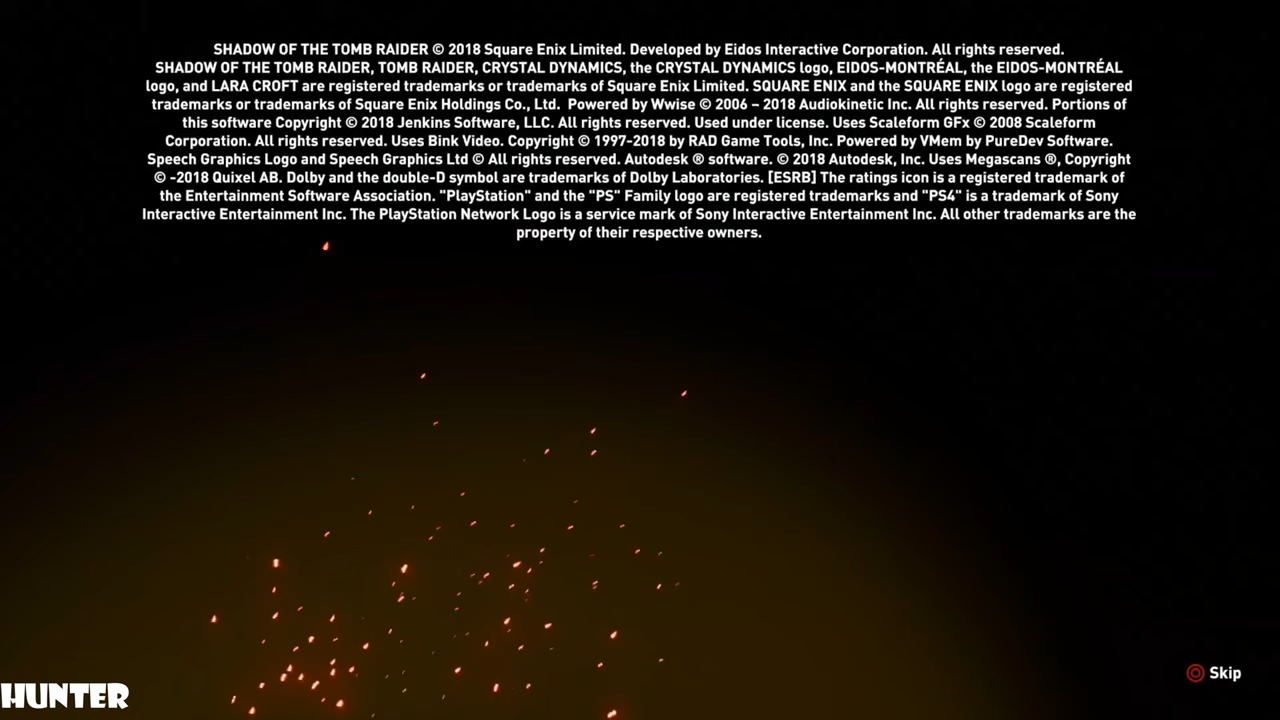 SHADOW OF THE TOMB RAIDER © 2018 Square Enix Limited. Developed by Eidos Interactive Corporation. All rights reserved.
SHADOW OF THE TOMB RAIDER, TOMB RAIDER, CRYSTAL DYNAMICS, the CRYSTAL DYNAMICS logo, EIDOS-MONTRÉAL, the EIDOS-MONTRÉAL
logo, and LARA CROFT are registered trademarks or trademarks of Square Enix Limited. SQUARE ENIX and the SQUARE ENIX logo are registered
trademarks or trademarks of Square Enix Holdings Co., Ltd. Powered by Wwise © 2006 – 2018 Audiokinetic Inc. All rights reserved. Portions of
this software Copyright © 2018 Jenkins Software, LLC. All rights reserved. Used under license. Uses Scaleform GFx © 2008 Scaleform
Corporation. All rights reserved. Uses Bink Video. Copyright © 1997-2018 by RAD Game Tools, Inc. Powered by VMem by PureDev Software.
Speech Graphics Logo and Speech Graphics Ltd © All rights reserved. Autodesk ® software. © 2018 Autodesk, Inc. Uses Megascans ®, Copyright
© -2018 Quixel AB. Dolby and the double-D symbol are trademarks of Dolby Laboratories. [ESRB] The ratings icon is a registered trademark of
the Entertainment Software Association. "PlayStation" and the "PS" Family logo are registered trademarks and "PS4" is a trademark of Sony
Interactive Entertainment Inc. The PlayStation Network Logo is a service mark of Sony Interactive Entertainment Inc. All other trademarks are the
property of their respective owners.
Skip
HUNTER